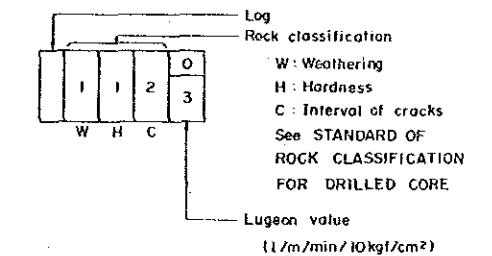 Log
Rock classification
1 1 2 0
3
W H C
W : Weathering
H : Hardness
C : Interval of cracks
See STANDARD OF
ROCK CLASSIFICATION
FOR DRILLED CORE
Lugeon value
(l/m/min/10kgf/cm²)